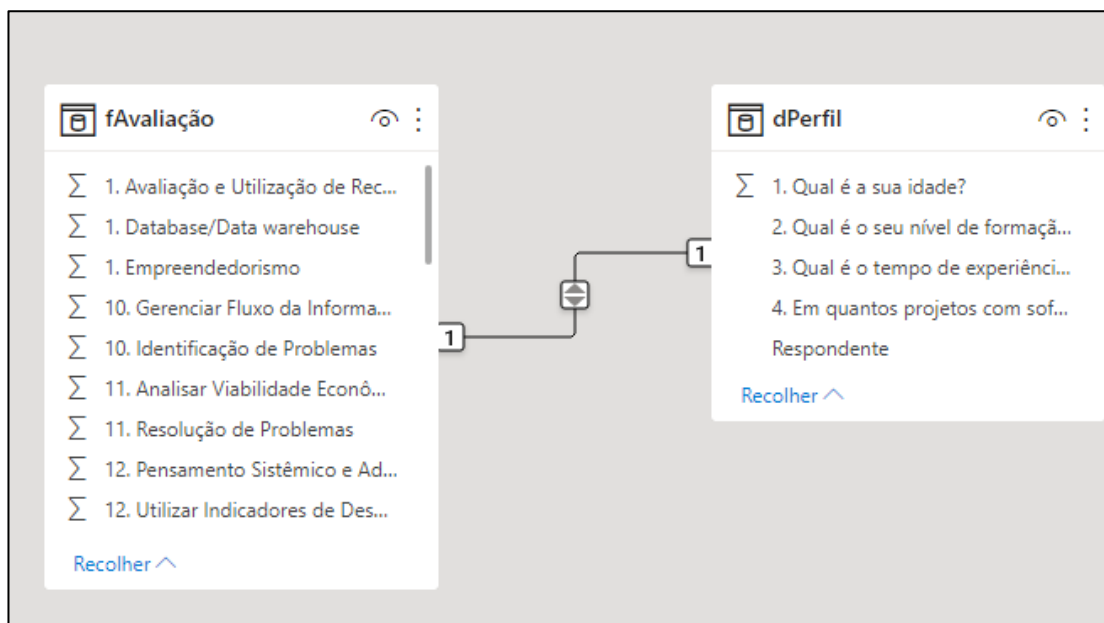 fAvaliação
1. Avaliação e Utilização de Rec...
1. Database/Data warehouse
1. Empreendedorismo
10. Gerenciar Fluxo da Informa...
10. Identificação de Problemas
11. Analisar Viabilidade Econô...
11. Resolução de Problemas
12. Pensamento Sistêmico e Ad...
12. Utilizar Indicadores de Des...
Recolher
1
1
dPerfil
1. Qual é a sua idade?
2. Qual é o seu nível de formaçã...
3. Qual é o tempo de experiênci...
4. Em quantos projetos com sof...
Respondente
Recolher